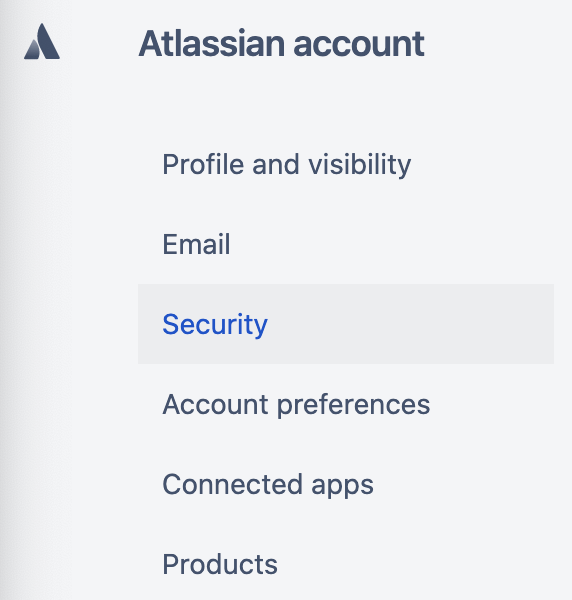 Atlassian account
Profile and visibility
Email
Security
Account preferences
Connected apps
Products